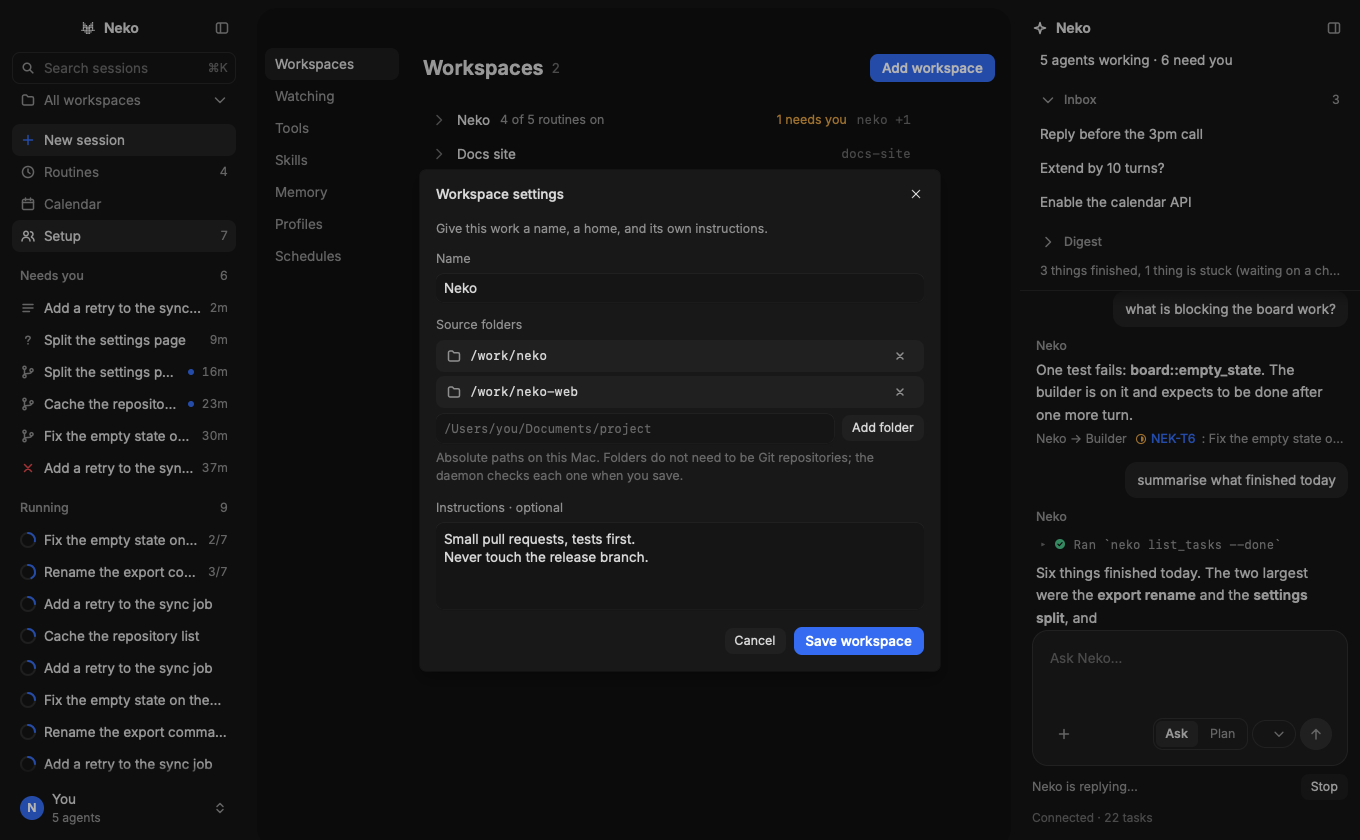 Neko
Search sessions ⌘K
All workspaces
New session
Routines 4
Calendar
Setup 7
Needs you 6
Add a retry to the sync... 2m
Split the settings page 9m
Split the settings p... 16m
Cache the reposito... 23m
Fix the empty state o... 30m
Add a retry to the syn... 37m
Running 9
Fix the empty state on... 2/7
Rename the export co... 3/7
Add a retry to the sync job
Cache the repository list
Add a retry to the sync job
Fix the empty state on the...
Rename the export comma...
Add a retry to the sync job
N
You
5 agents
Workspaces
Watching
Tools
Skills
Memory
Profiles
Schedules
Workspaces 2
Add workspace
Neko 4 of 5 routines on 1 needs you neko +1
Docs site docs-site
Workspace settings
Give this work a name, a home, and its own instructions.
Name
Neko
Source folders
/work/neko
/work/neko-web
/Users/you/Documents/project
Add folder
Absolute paths on this Mac. Folders do not need to be Git repositories; the
daemon checks each one when you save.
Instructions · optional
Small pull requests, tests first.
Never touch the release branch.
Cancel
Save workspace
Neko
5 agents working · 6 need you
Inbox 3
Reply before the 3pm call
Extend by 10 turns?
Enable the calendar API
Digest
3 things finished, 1 thing is stuck (waiting on a ch...
what is blocking the board work?
Neko
One test fails: board::empty_state. The
builder is on it and expects to be done after
one more turn.
Neko → Builder NEK-T6 : Fix the empty state o...
summarise what finished today
Neko
Ran `neko list_tasks --done`
Six things finished today. The two largest
were the export rename and the settings
split, and
Ask Neko...
Ask Plan
Neko is replying... Stop
Connected · 22 tasks